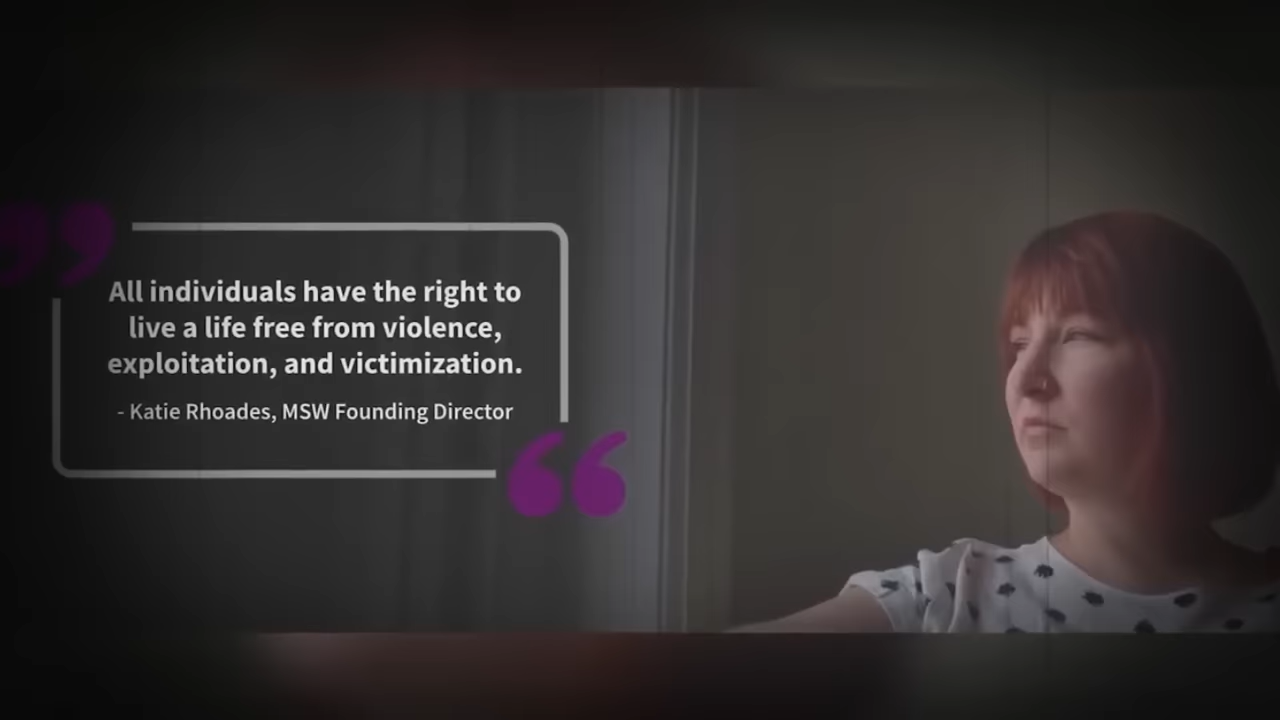 All individuals have the right to
live a life free from violence,
exploitation, and victimization.
- Katie Rhoades, MSW Founding Director